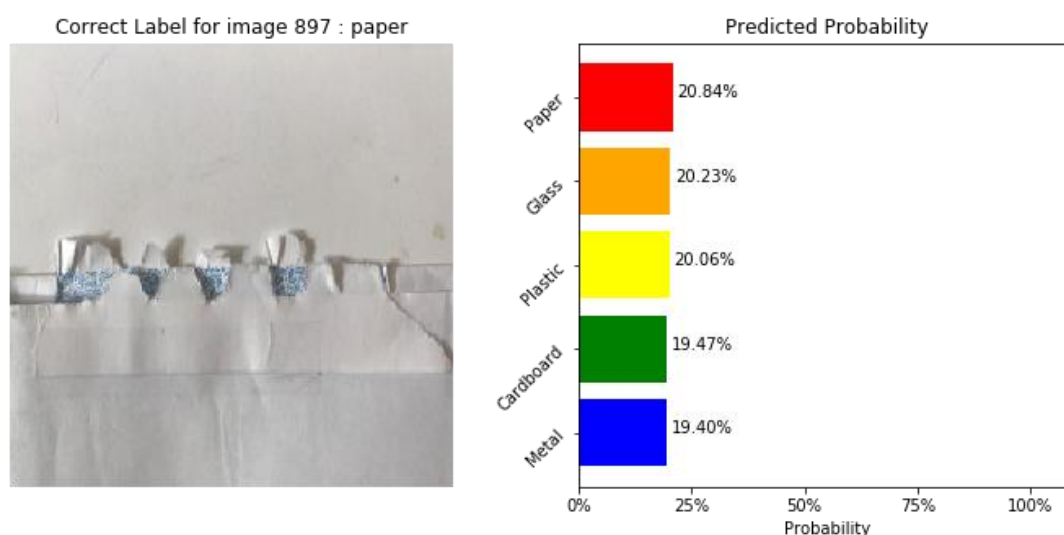 Correct Label for image 897 : paper
Predicted Probability
Paper
20.84%
Glass
20.23%
Plastic
20.06%
Cardboard
19.47%
Metal
19.40%
0% 25% 50% 75% 100%
Probability